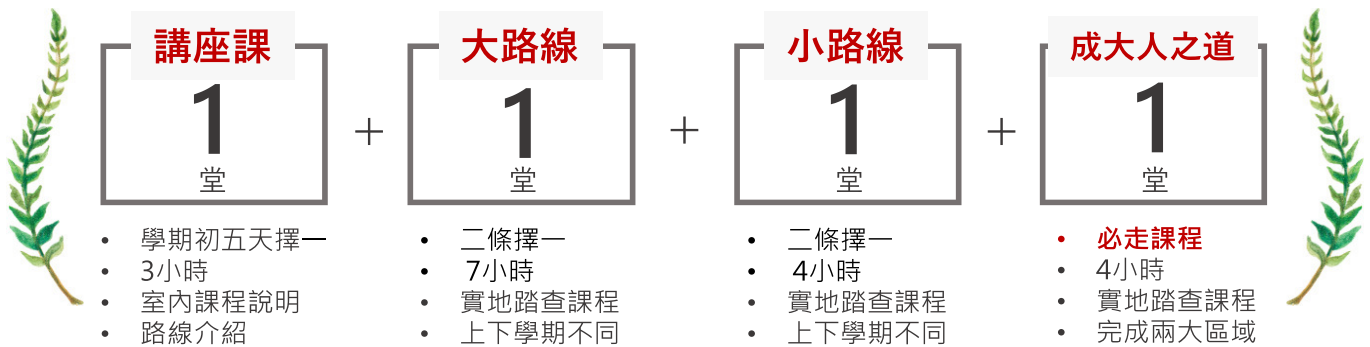 講座課
1
堂
• 學期初五天擇一
• 3小時
• 室內課程說明
• 路線介紹
+
大路線
1
堂
• 二條擇一
• 7小時
• 實地踏查課程
• 上下學期不同
+
小路線
1
堂
• 二條擇一
• 4小時
• 實地踏查課程
• 上下學期不同
+
成大人之道
1
堂
• 必走課程
• 4小時
• 實地踏查課程
• 完成兩大區域